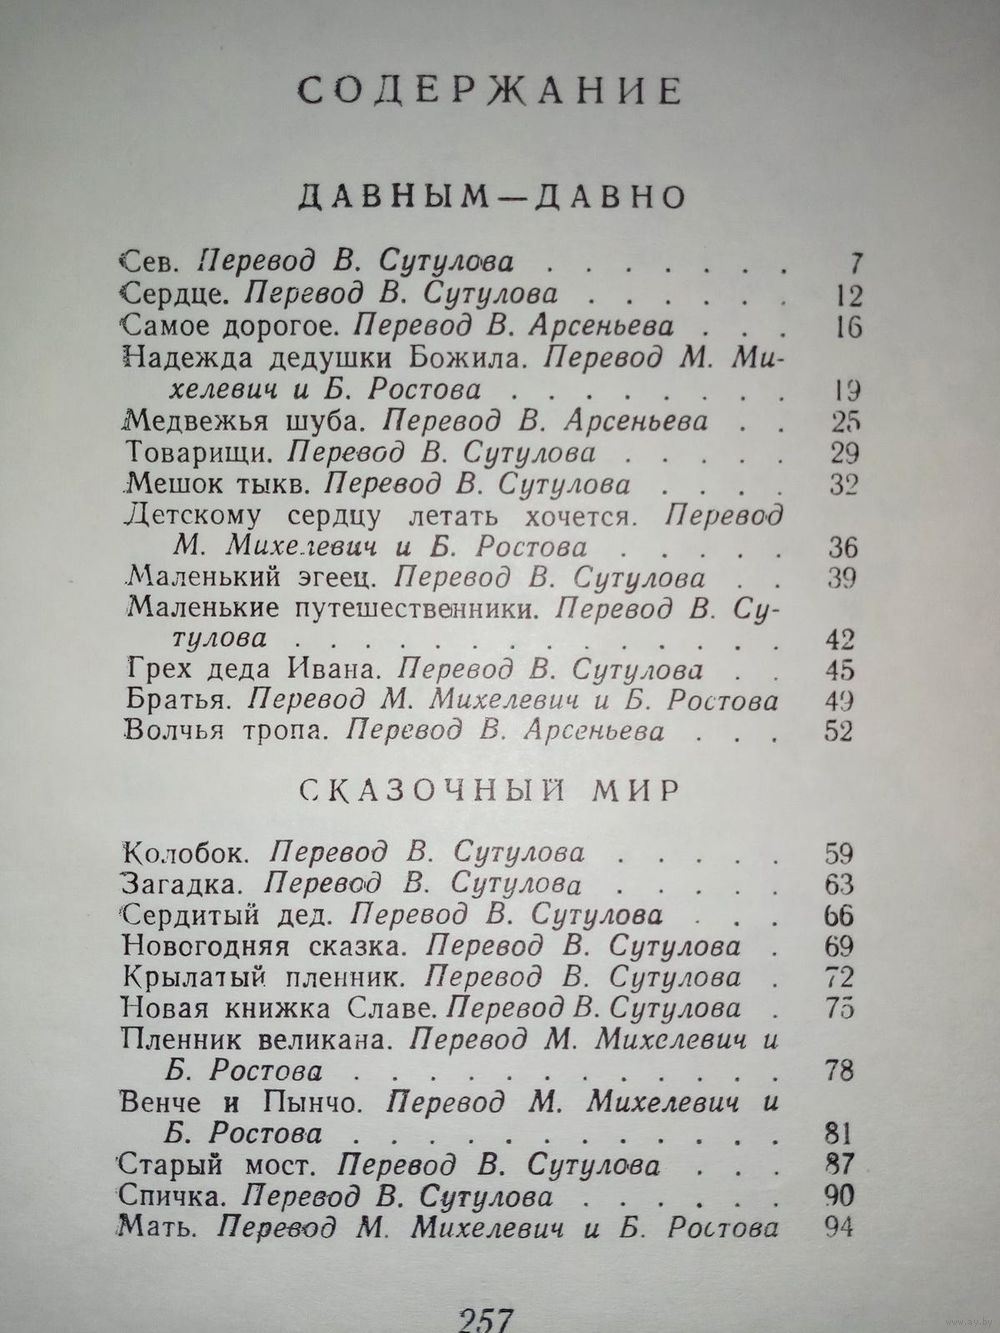 СОДЕРЖАНИЕ
ДАВНЫМ—ДАВНО
Сев. Перевод В. Сутулова . . . . . . . 7
Сердце. Перевод В. Сутулова . . . . . . 12
Самое дорогое. Перевод В. Арсеньева . . . 16
Надежда дедушки Божила. Перевод М. Ми-
хелевич и Б. Ростова . . . . . . . . 19
Медвежья шуба. Перевод В. Арсеньева . . 25
Товарищи. Перевод В. Сутулова . . . . . 29
Мешок тыкв. Перевод В. Сутулова . . . . 32
Детскому сердцу летать хочется. Перевод
М. Михелевич и Б. Ростова . . . . . 36
Маленький эгеец. Перевод В. Сутулова . . 39
Маленькие путешественники. Перевод В. Су-
тулова . . . . . . . . . . . . . 42
Грех деда Ивана. Перевод В. Сутулова . . 45
Братья. Перевод М. Михелевич и Б. Ростова 49
Волчья тропа. Перевод В. Арсеньева . . . 52
СКАЗОЧНЫЙ МИР
Колобок. Перевод В. Сутулова . . . . . 59
Загадка. Перевод В. Сутулова . . . . . 63
Сердитый дед. Перевод В. Сутулова . . . 66
Новогодняя сказка. Перевод В. Сутулова . 69
Крылатый пленник. Перевод В. Сутулова . 72
Новая книжка Славе. Перевод В. Сутулова . 75
Пленник великана. Перевод М. Михелевич и
Б. Ростова . . . . . . . . . . . . 78
Венче и Пынчо. Перевод М. Михелевич и
Б. Ростова . . . . . . . . . . . . 81
Старый мост. Перевод В. Сутулова . . . 87
Спичка. Перевод В. Сутулова . . . . . . 90
Мать. Перевод М. Михелевич и Б. Ростова 94
257
www.ay.by